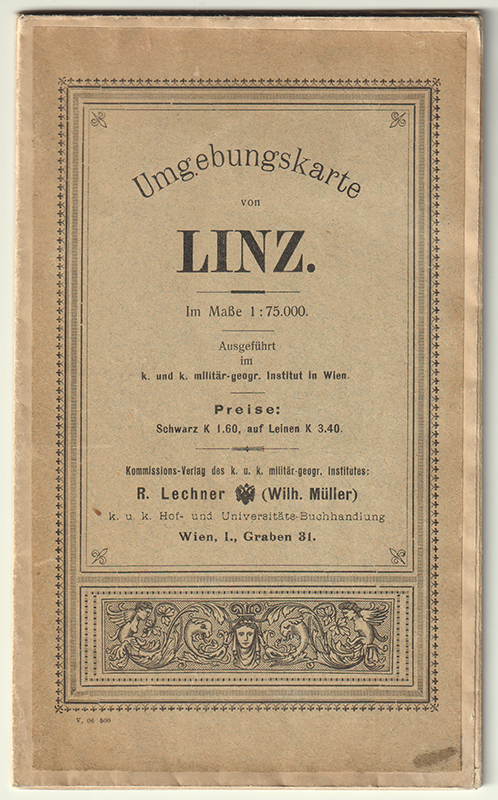 Umgebungskarte
von
LINZ.
Im Maße 1:75.000.
Ausgeführt
im
k. und k. militär-geogr. Institut in Wien.
Preise:
Schwarz K 1.60, auf Leinen K 3.40.
Kommissions-Verlag des k. u. k. militär-geogr. Institutes:
R. Lechner (Wilh. Müller)
k. u. k. Hof- und Universitäts-Buchhandlung
Wien, I., Graben 31.
V, 06 500